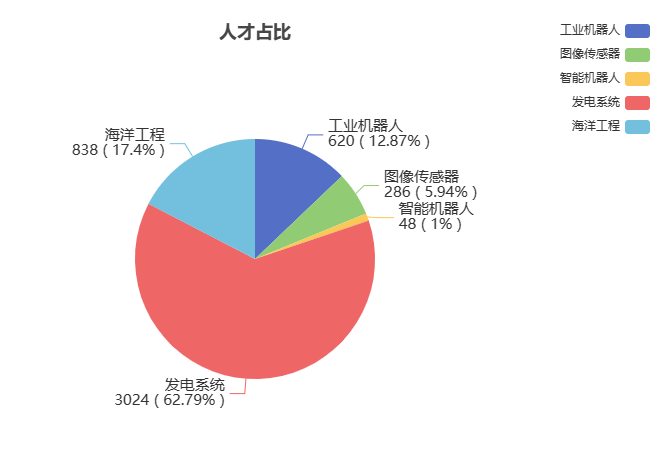 人才占比
工业机器人
图像传感器
智能机器人
发电系统
海洋工程
工业机器人
620 ( 12.87% )
图像传感器
286 ( 5.94% )
智能机器人
48 ( 1% )
发电系统
3024 ( 62.79% )
海洋工程
838 ( 17.4% )